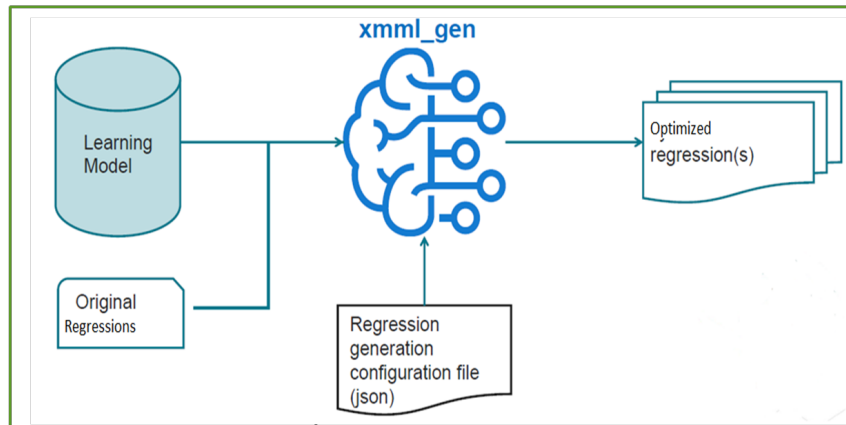 xmml_gen
Learning
Model
Optimized
regression(s)
Original
Regressions
Regression
generation
configuration file
(json)